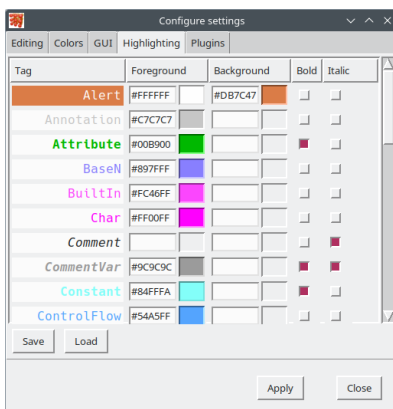 Configure settings
Editing Colors GUI Highlighting Plugins
Tag Foreground Background Bold Italic
Alert #FFFFFF #DB7C47
Annotation #C7C7C7
Attribute #00B900
BaseN #897FFF
BuiltIn #FC46FF
Char #FF00FF
Comment
CommentVar #9C9C9C
Constant #84FFFA
ControlFlow #54A5FF
Save Load
Apply Close